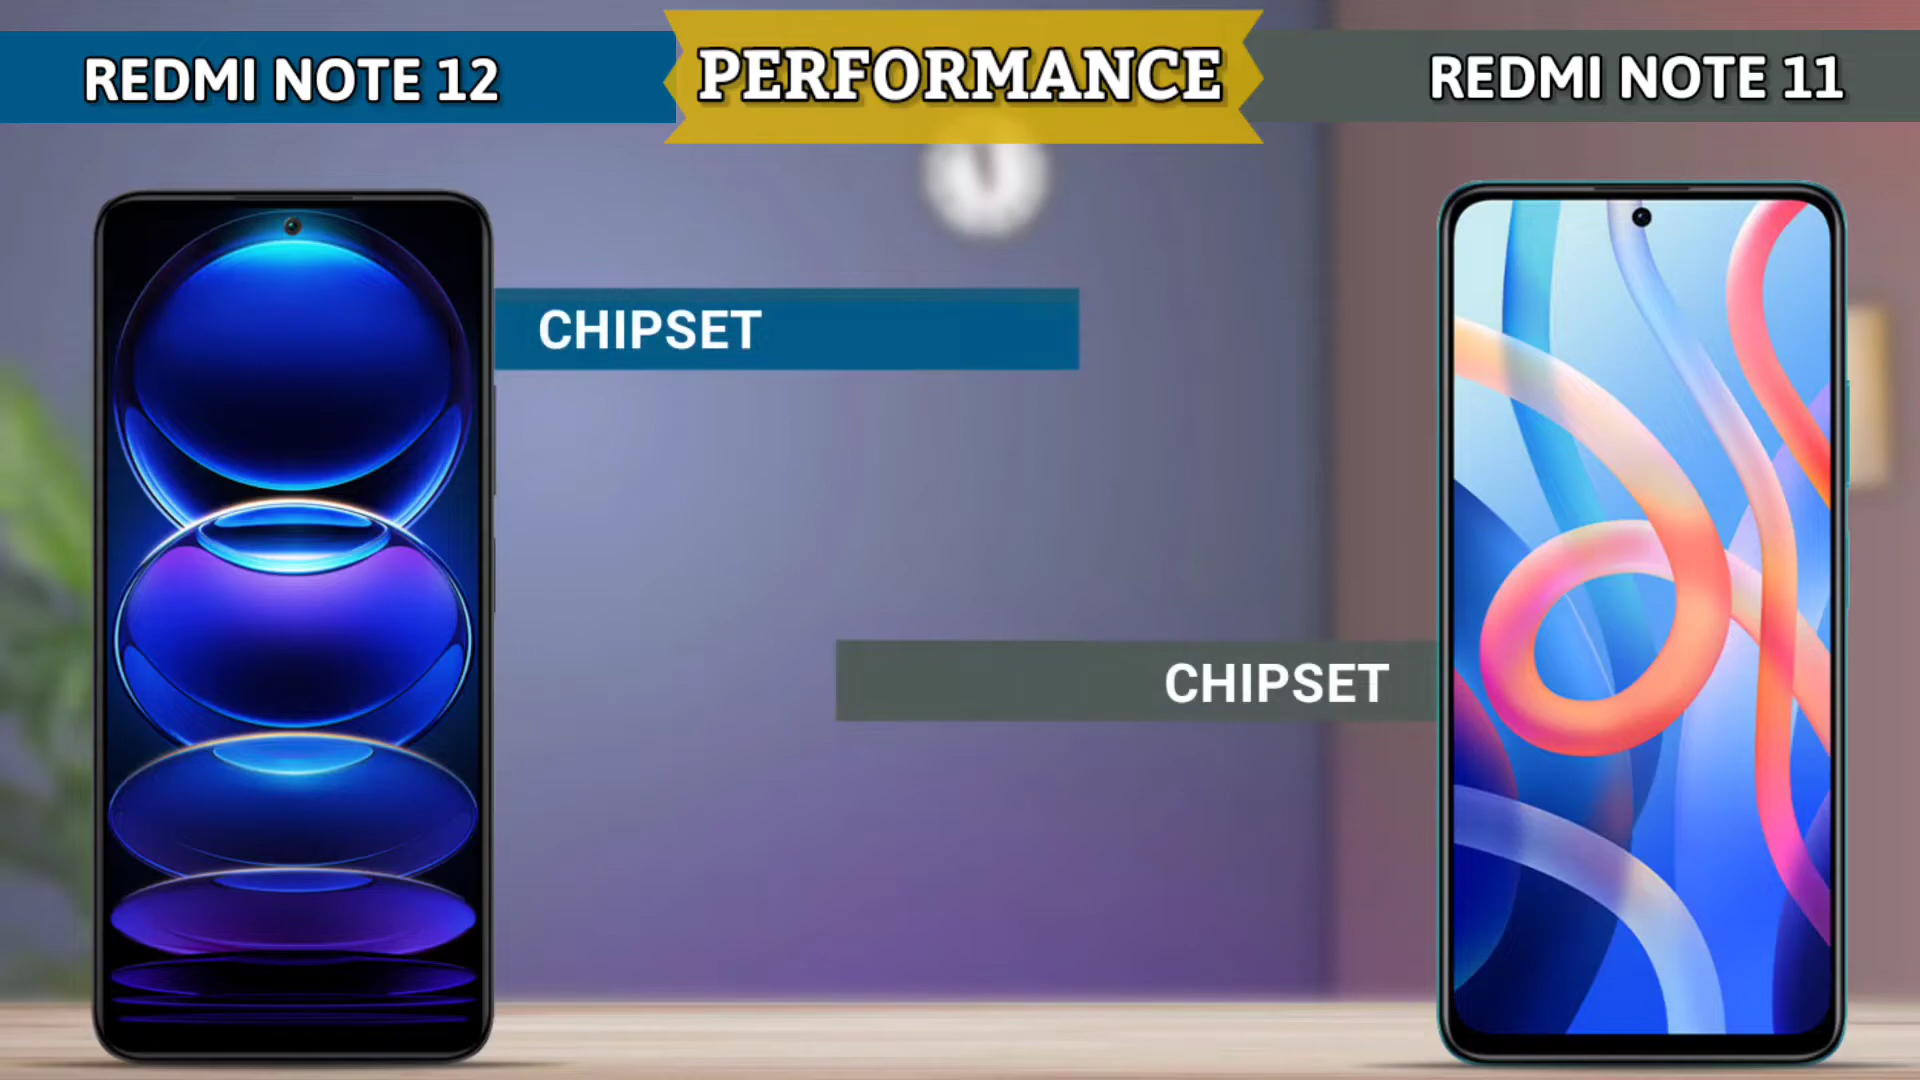 REDMI NOTE 12
PERFORMANCE
REDMI NOTE 11
CHIPSET
CHIPSET